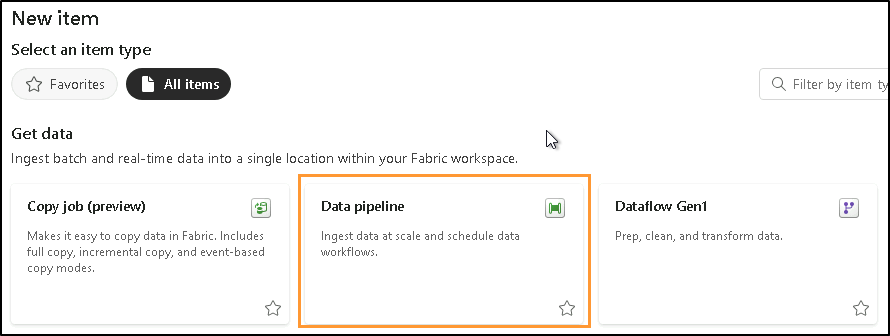 New item
Select an item type
Favorites
All items
Filter by item ty
Get data
Ingest batch and real-time data into a single location within your Fabric workspace.
Copy job (preview)
Makes it easy to copy data in Fabric. Includes
full copy, incremental copy, and event-based
copy modes.
Data pipeline
Ingest data at scale and schedule data
workflows.
Dataflow Gen1
Prep, clean, and transform data.